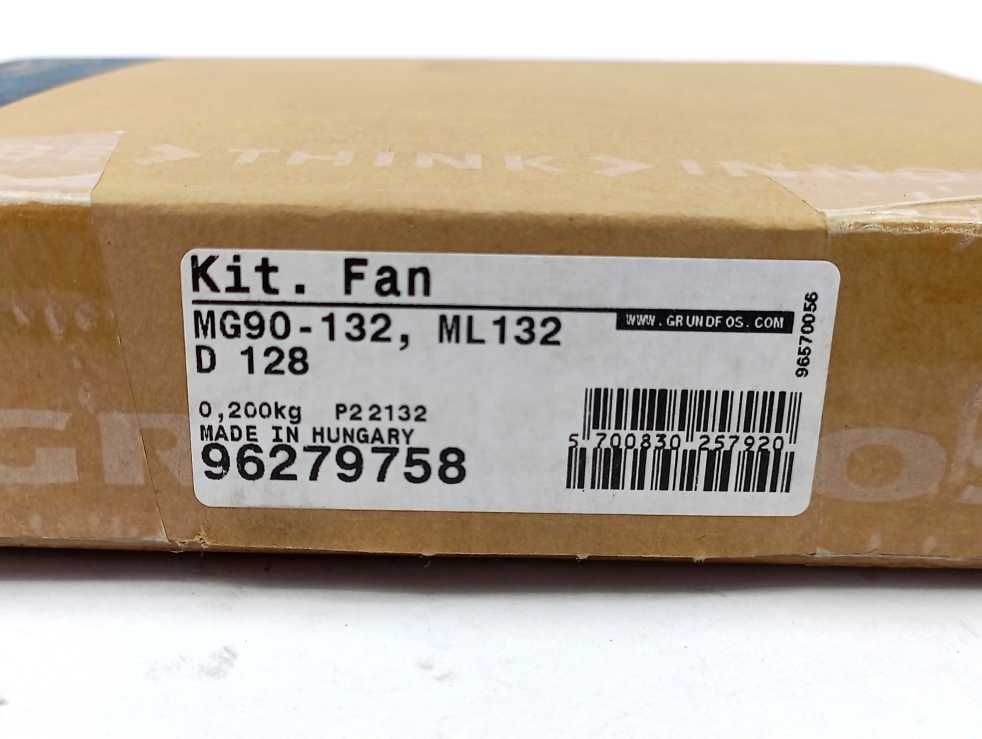 > THINK > INNO
Kit. Fan
WWW.GRUNDFOS.COM
MG90-132, ML132
D 128
96570056
0,200kg P2 2132
MADE IN HUNGARY
96279758
5 700830 257920
GR
OS